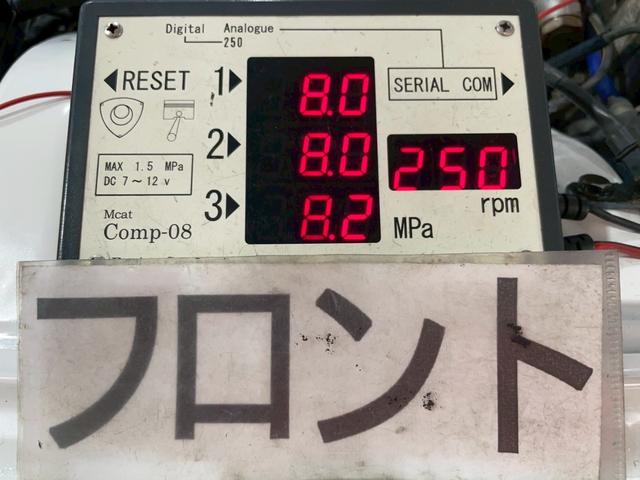 Digital Analogue
250
RESET
1 8.0
SERIAL COM
2 8.0
250
rpm
MAX 1.5 MPa
DC 7~12 v
3 8.2
MPa
Mcat
Comp-08
フロント